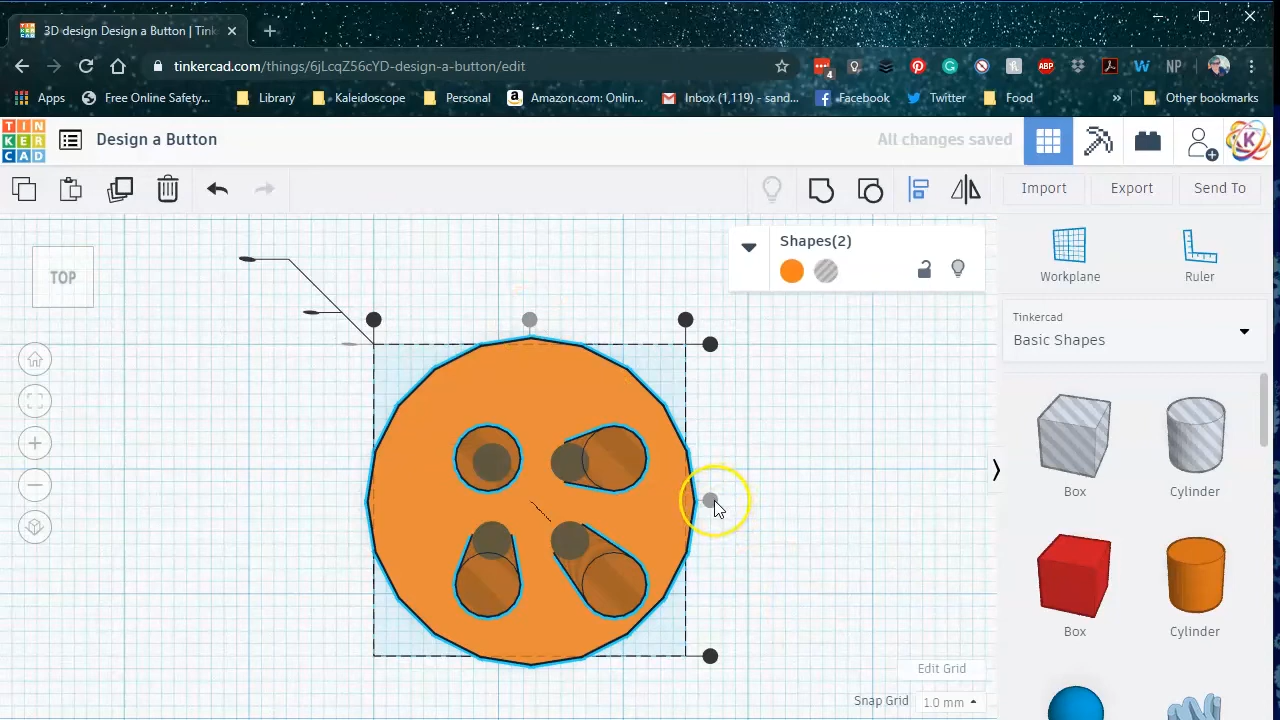 3D design Design a Button | Tink
tinkercad.com/things/6jLcqZ56cYD-design-a-button/edit
4
ABP
W
NP
Apps
Free Online Safety...
Library
Kaleidoscope
Personal
Amazon.com: Onlin...
Inbox (1,119) - sand...
Facebook
Twitter
Food
»
Other bookmarks
TIN
KER
CAD
Design a Button
All changes saved
K
Import
Export
Send To
TOP
Shapes(2)
Workplane
Ruler
Tinkercad
Basic Shapes
Box
Cylinder
Box
Cylinder
Edit Grid
Snap Grid
1.0 mm